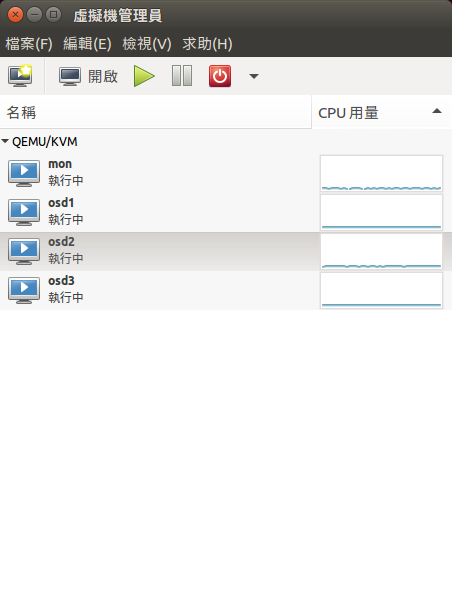 虛擬機管理員
檔案(F) 編輯(E) 檢視(V) 求助(H)
開啟
名稱 CPU 用量
QEMU/KVM
mon
執行中
osd1
執行中
osd2
執行中
osd3
執行中